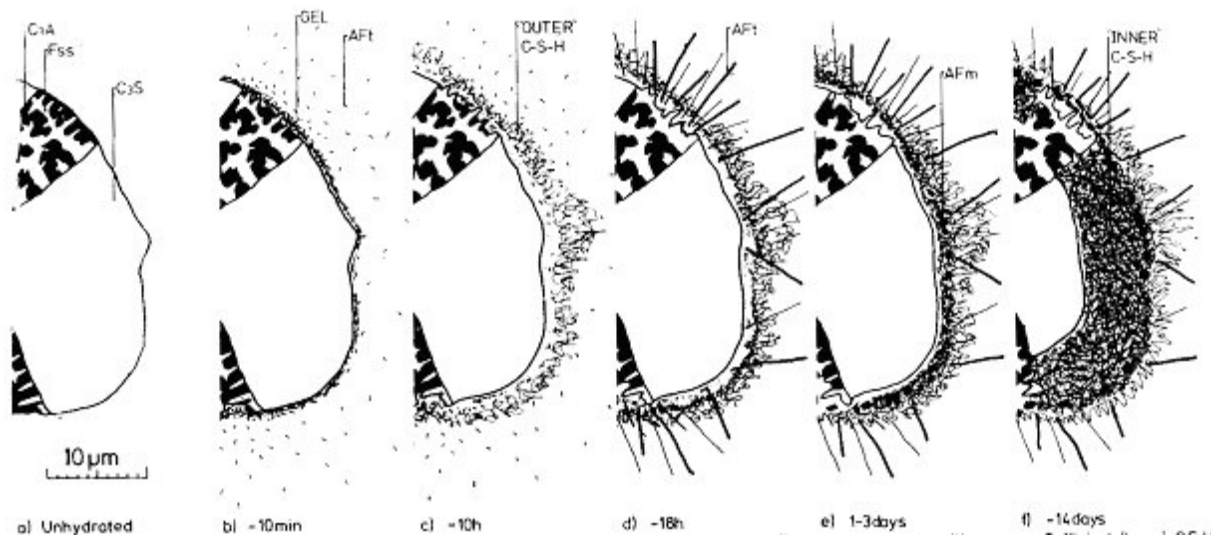 C₃A
Fss
C₃S
GEL
AFt
"OUTER"
C-S-H
AFt
AFm
INNER"
C-S-H
10 µm
a) Unhydrated
b) ~10min
c) ~10h
d) ~18h
e) 1-3days
f) ~14days